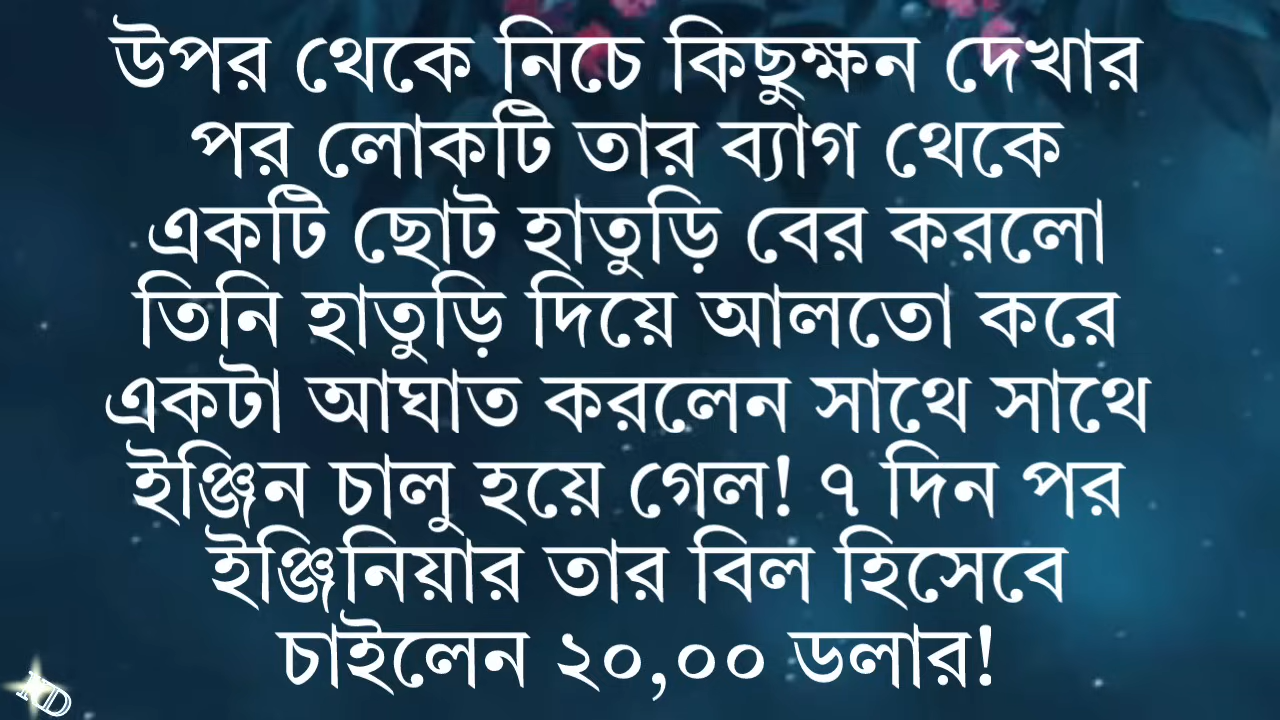 উপর থেকে নিচে কিছুক্ষন দেখার
পর লোকটি তার ব্যাগ থেকে
একটি ছোট হাতুড়ি বের করলো
তিনি হাতুড়ি দিয়ে আলতো করে
একটা আঘাত করলেন সাথে সাথে
ইঞ্জিন চালু হয়ে গেল! ৭ দিন পর
ইঞ্জিনিয়ার তার বিল হিসেবে
চাইলেন ২০,০০ ডলার!